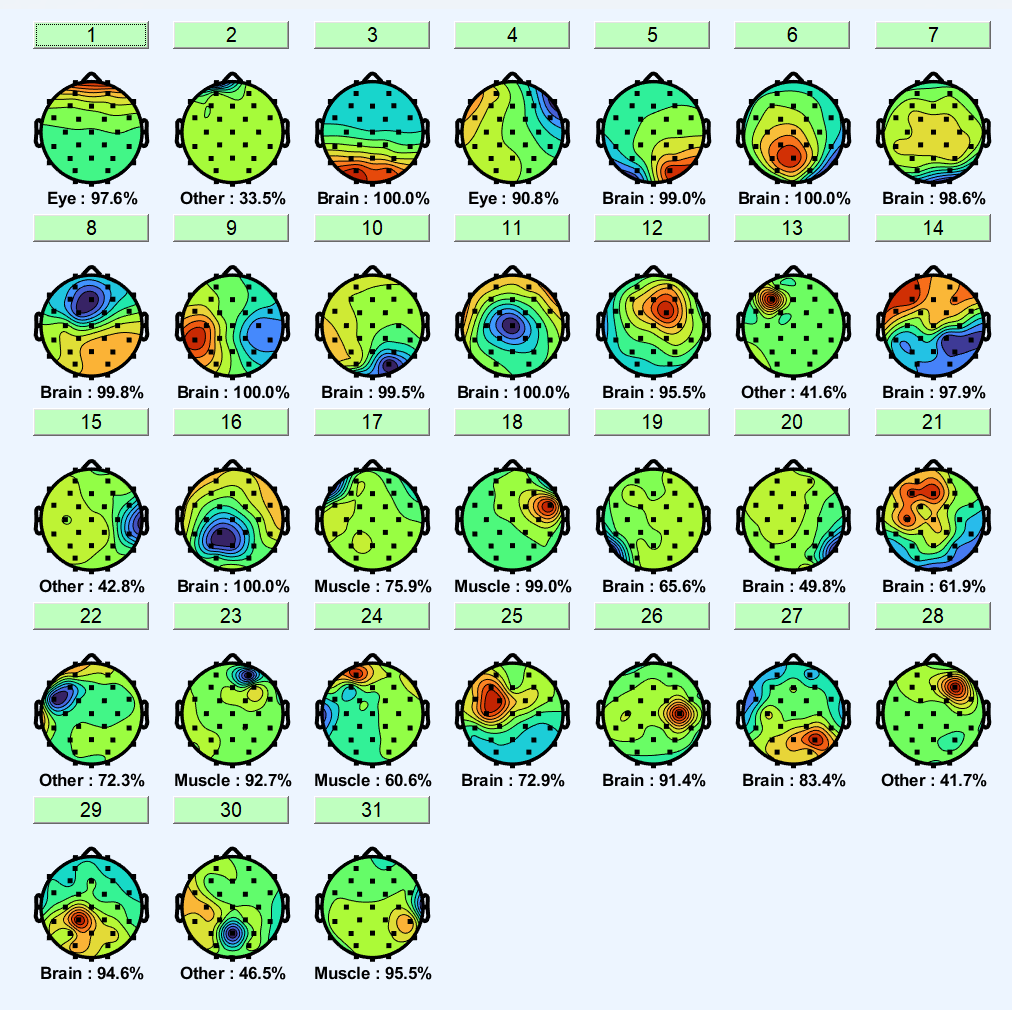 1 2 3 4 5 6 7
Eye : 97.6% Other : 33.5% Brain : 100.0% Eye : 90.8% Brain : 99.0% Brain : 100.0% Brain : 98.6%
8 9 10 11 12 13 14
Brain : 99.8% Brain : 100.0% Brain : 99.5% Brain : 100.0% Brain : 95.5% Other : 41.6% Brain : 97.9%
15 16 17 18 19 20 21
Other : 42.8% Brain : 100.0% Muscle : 75.9% Muscle : 99.0% Brain : 65.6% Brain : 49.8% Brain : 61.9%
22 23 24 25 26 27 28
Other : 72.3% Muscle : 92.7% Muscle : 60.6% Brain : 72.9% Brain : 91.4% Brain : 83.4% Other : 41.7%
29 30 31
Brain : 94.6% Other : 46.5% Muscle : 95.5%